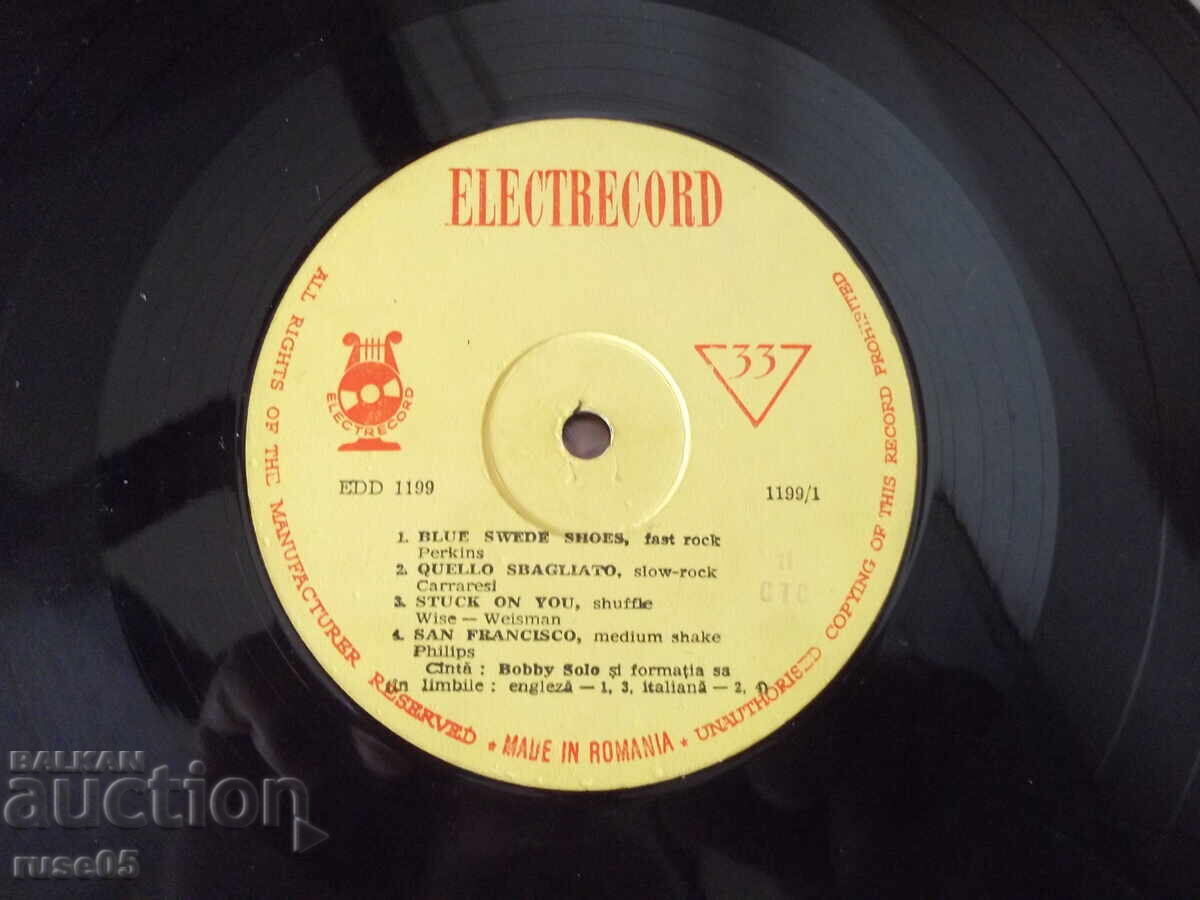 ELECTRECORD
ALL RIGHTS OF THE MANUFACTURER RESERVED * MADE IN ROMANIA * UNAUTHORISED COPYING OF THIS RECORD PROHIBITED
ELECTRECORD
33
EDD 1199
1199/1
1. BLUE SWEDE SHOES, fast rock
Perkins
2. QUELLO SBAGLIATO, slow-rock
Carraresi
3. STUCK ON YOU, shuffle
Wise — Weisman
4. SAN FRANCISCO, medium shake
Philips
Cîntă : Bobby Solo și formația sa
(în limbile : engleză — 1, 3, italiană — 2, 4)
BALKAN
auction
ruse05